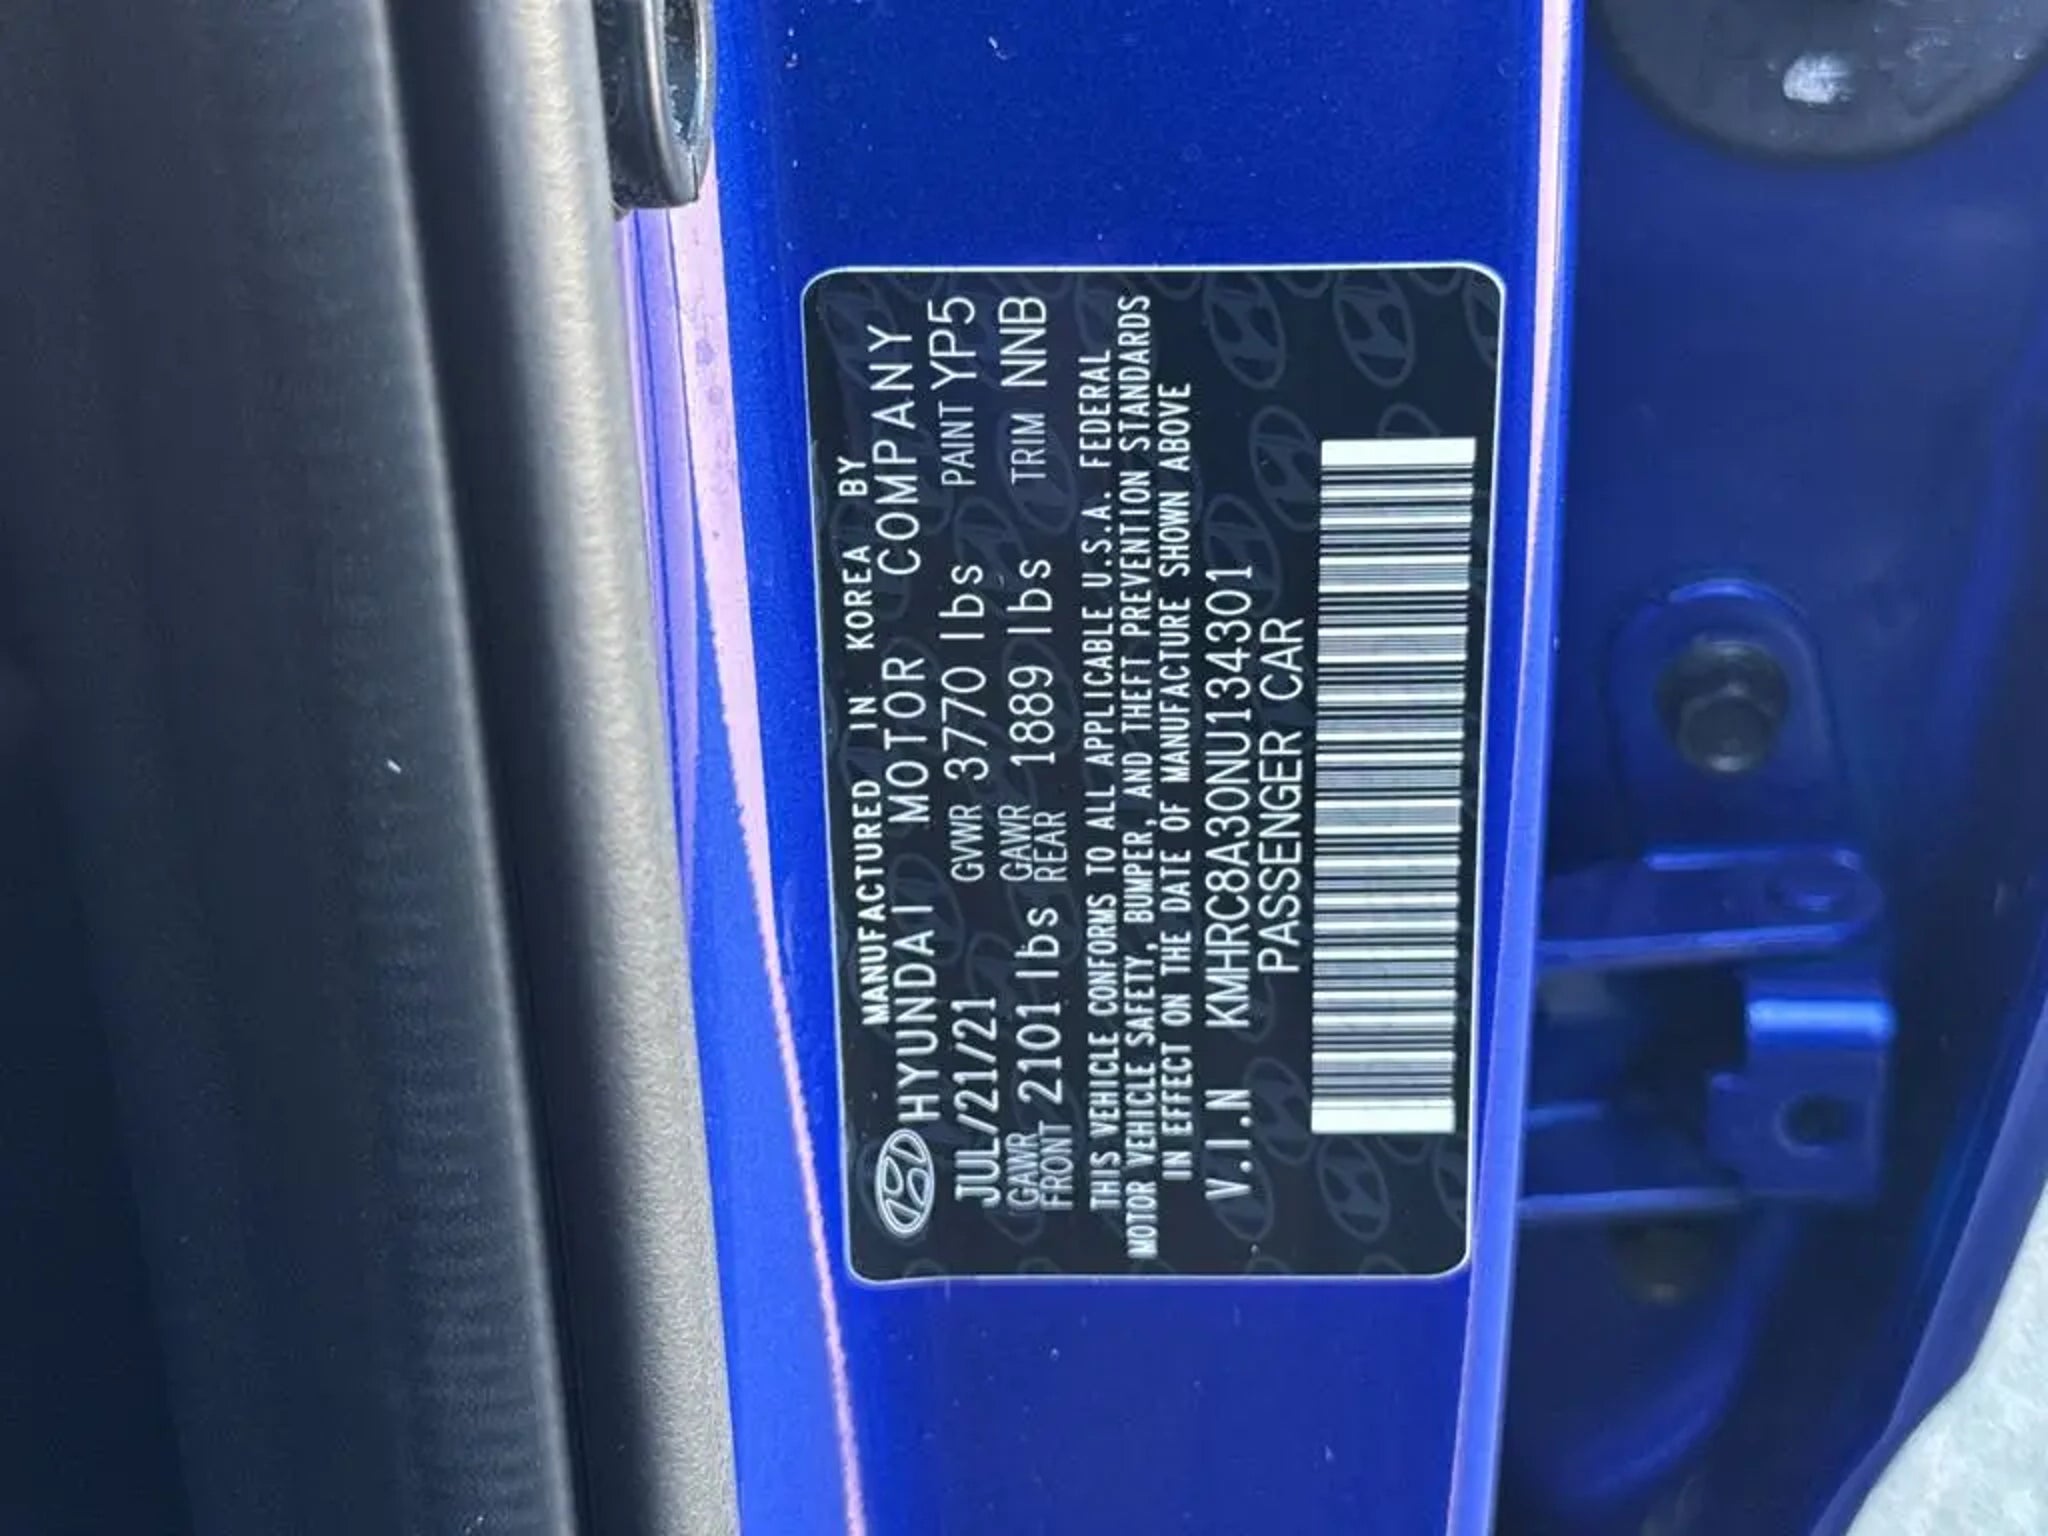 MANUFACTURED IN KOREA BY
HYUNDAI MOTOR COMPANY
JUL/21/21 GVWR 3770 lbs PAINT YP5
GAWR FRONT 2101 lbs GAWR REAR 1889 lbs TRIM NNB
THIS VEHICLE CONFORMS TO ALL APPLICABLE U.S.A. FEDERAL
MOTOR VEHICLE SAFETY, BUMPER, AND THEFT PREVENTION STANDARDS
IN EFFECT ON THE DATE OF MANUFACTURE SHOWN ABOVE
V.I.N KMHRC8A30NU134301
PASSENGER CAR